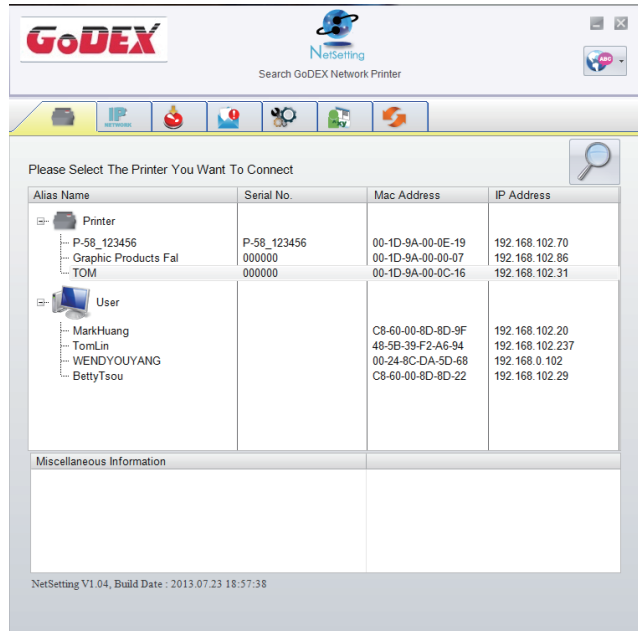 GoDEX
NetSetting
Search GoDEX Network Printer
ABC
IP
NETWORK
ky
Please Select The Printer You Want To Connect
Alias Name Serial No. Mac Address IP Address
Printer
P-58_123456 P-58_123456 00-1D-9A-00-0E-19 192.168.102.70
Graphic Products Fal 000000 00-1D-9A-00-00-07 192.168.102.86
TOM 000000 00-1D-9A-00-0C-16 192.168.102.31
User
MarkHuang C8-60-00-8D-8D-9F 192.168.102.20
TomLin 48-5B-39-F2-A6-94 192.168.102.237
WENDYOUYANG 00-24-8C-DA-5D-68 192.168.0.102
BettyTsou C8-60-00-8D-8D-22 192.168.102.29
Miscellaneous Information
NetSetting V1.04, Build Date : 2013.07.23 18:57:38